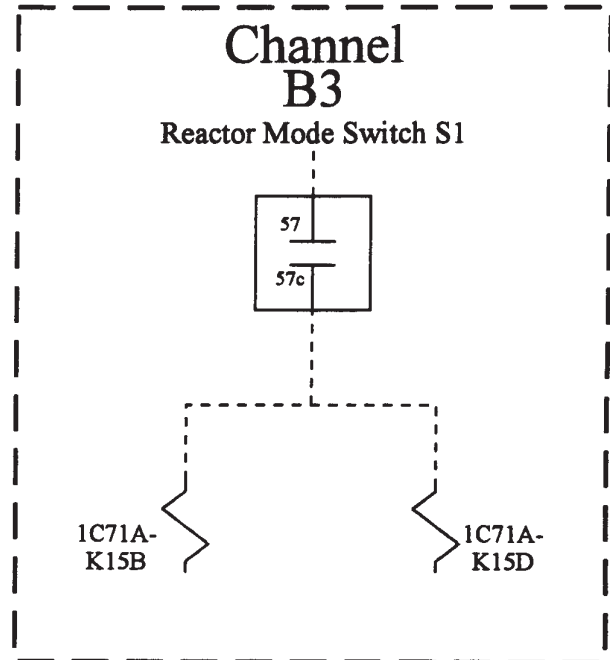 Channel
B3
Reactor Mode Switch S1
57
57c
1C71A-
K15B
1C71A-
K15D